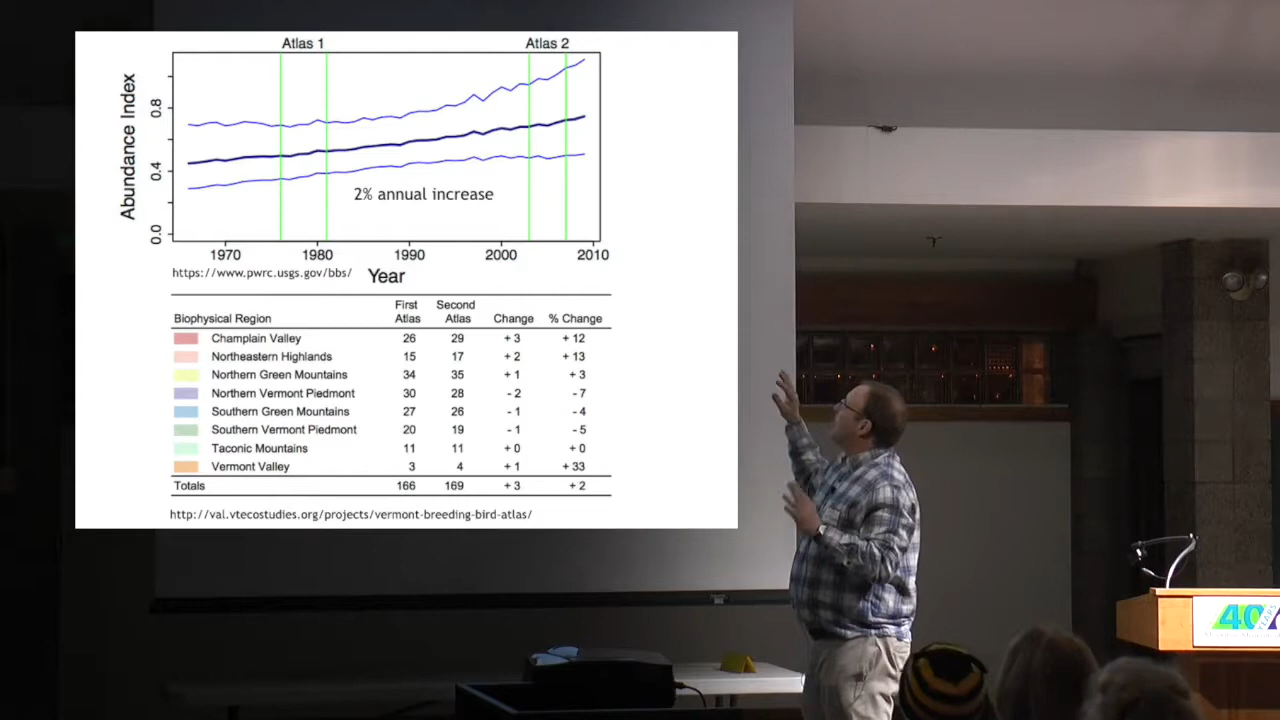 Atlas 1 Atlas 2
Abundance Index
0.8
0.4
0.0
1970 1980 1990 2000 2010
2% annual increase
https://www.pwrc.usgs.gov/bbs/ Year
Biophysical Region First Atlas Second Atlas Change % Change
Champlain Valley 26 29 + 3 + 12
Northeastern Highlands 15 17 + 2 + 13
Northern Green Mountains 34 35 + 1 + 3
Northern Vermont Piedmont 30 28 - 2 - 7
Southern Green Mountains 27 26 - 1 - 4
Southern Vermont Piedmont 20 19 - 1 - 5
Taconic Mountains 11 11 + 0 + 0
Vermont Valley 3 4 + 1 + 33
Totals 166 169 + 3 + 2
http://val.vtecostudies.org/projects/vermont-breeding-bird-atlas/
40
YEARS